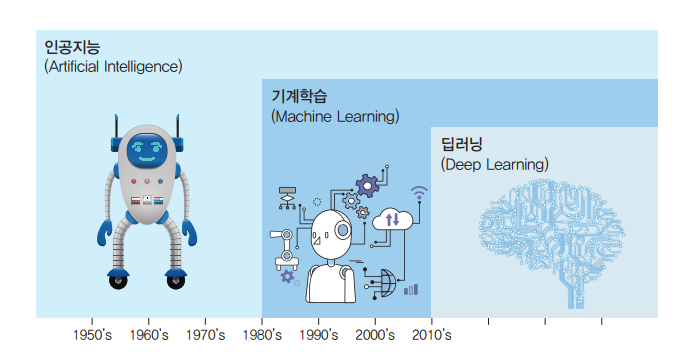 인공지능
(Artificial Intelligence)
기계학습
(Machine Learning)
딥러닝
(Deep Learning)
1950’s 1960’s 1970’s 1980’s 1990’s 2000’s 2010’s